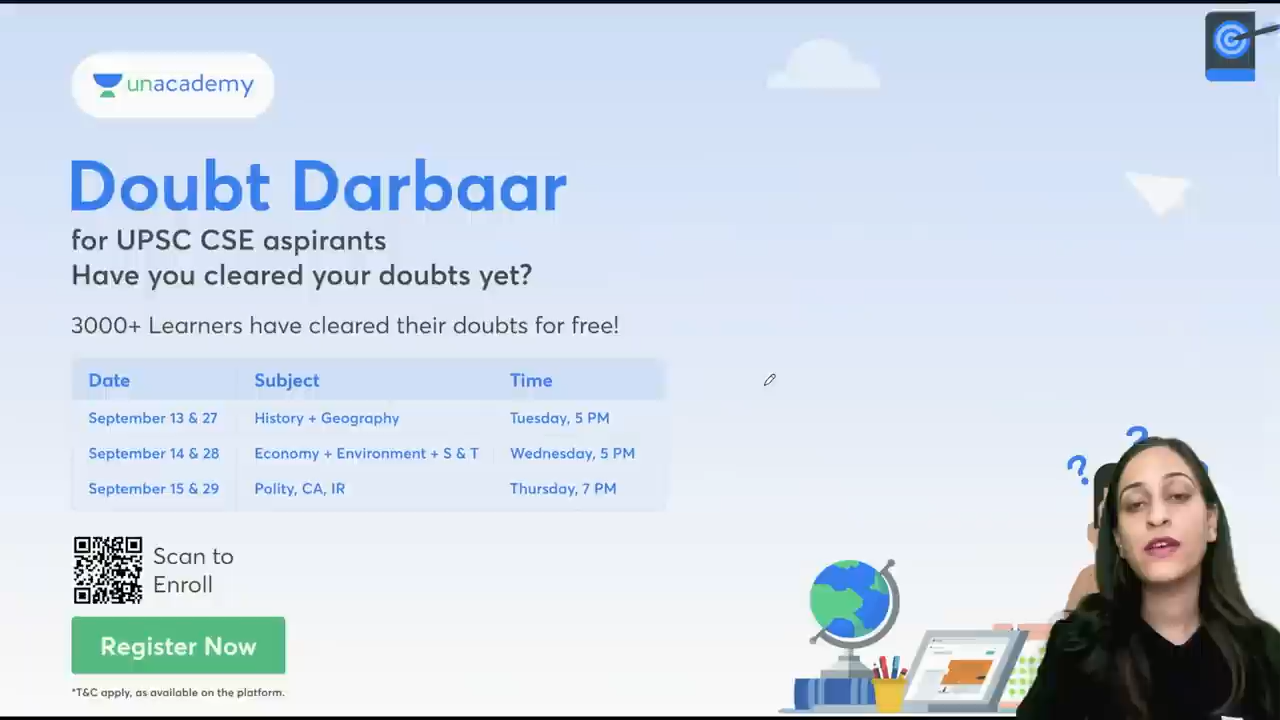 unacademy
Doubt Darbaar
for UPSC CSE aspirants
Have you cleared your doubts yet?
3000+ Learners have cleared their doubts for free!
Date Subject Time
September 13 & 27 History + Geography Tuesday, 5 PM
September 14 & 28 Economy + Environment + S & T Wednesday, 5 PM
September 15 & 29 Polity, CA, IR Thursday, 7 PM
Scan to
Enroll
Register Now
*T&C apply, as available on the platform.